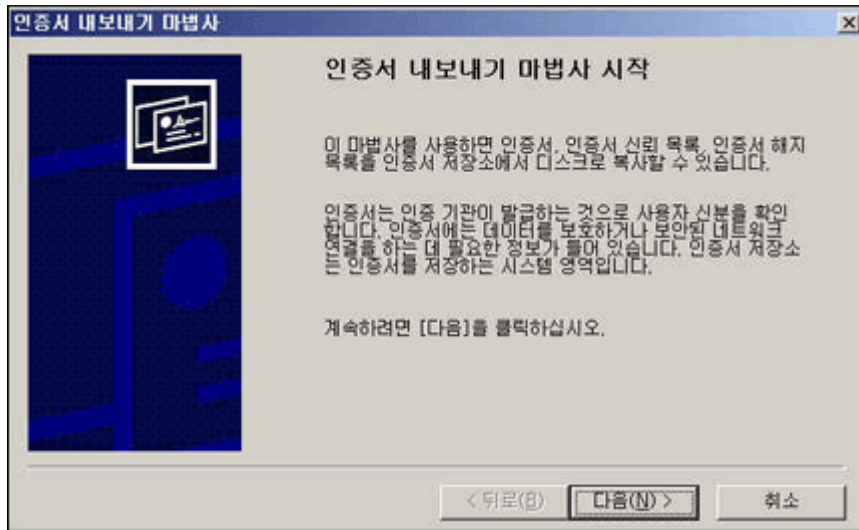 인증서 내보내기 마법사
인증서 내보내기 마법사 시작
이 마법사를 사용하면 인증서, 인증서 신뢰 목록, 인증서 해지
목록을 인증서 저장소에서 디스크로 복사할 수 있습니다.
인증서는 인증 기관이 발급하는 것으로 사용자 신분을 확인
합니다. 인증서에는 데이터를 보호하거나 보안된 네트워크
연결을 하는 데 필요한 정보가 들어 있습니다. 인증서 저장소
는 인증서를 저장하는 시스템 영역입니다.
계속하려면 [다음]을 클릭하십시오.
< 뒤로(B)
다음(N) >
취소